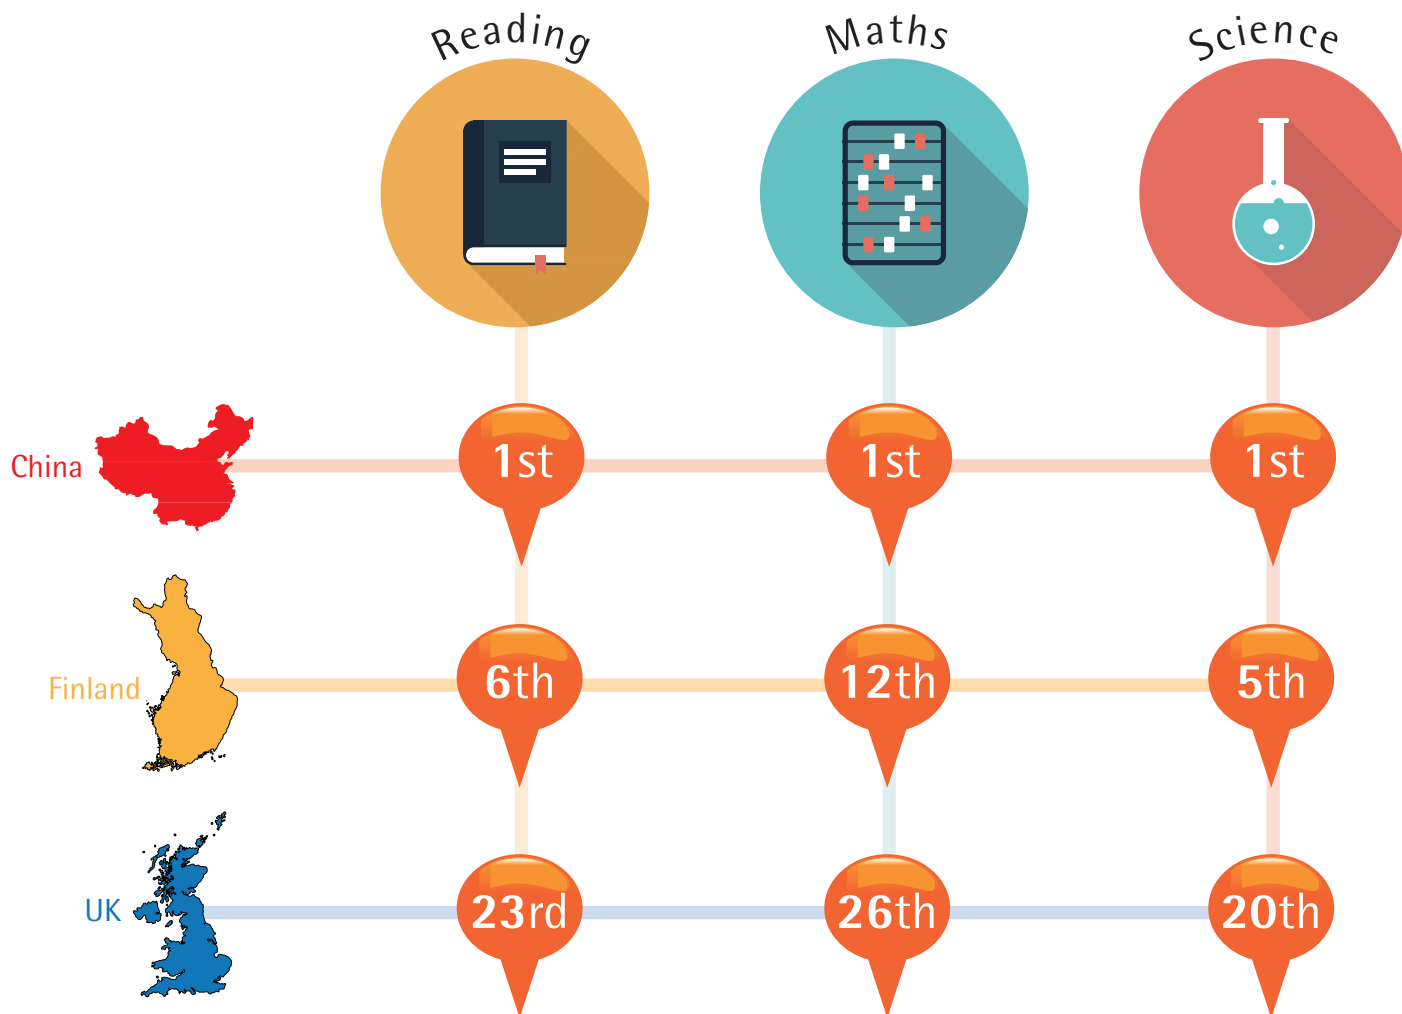 Reading Maths Science
China 1st 1st 1st
Finland 6th 12th 5th
UK 23rd 26th 20th